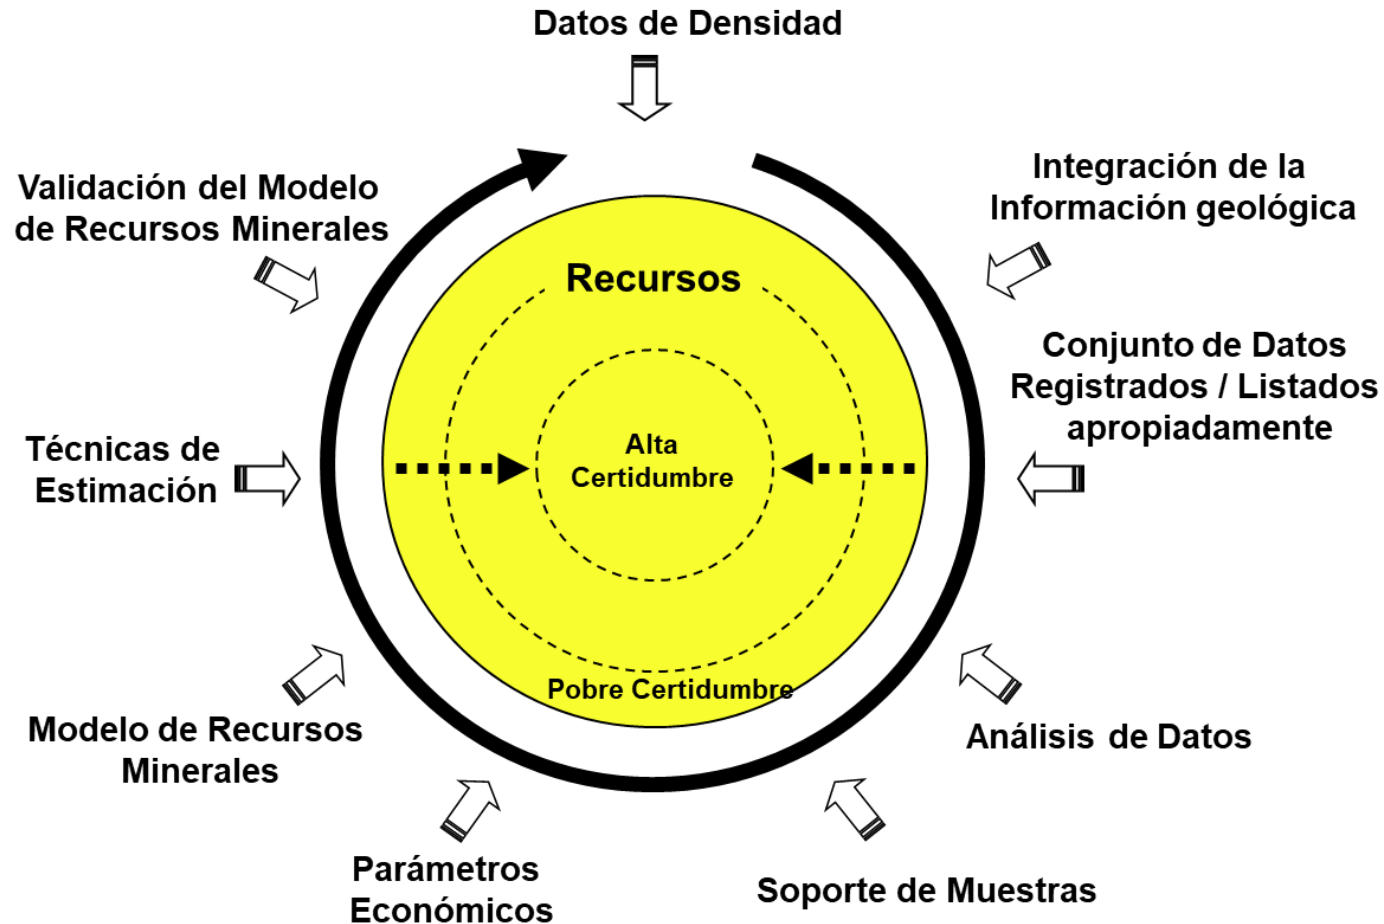 Datos de Densidad
Integración de la
Información geológica
Validación del Modelo
de Recursos Minerales
Recursos
Conjunto de Datos
Registrados / Listados
apropiadamente
Alta
Certidumbre
Técnicas de
Estimación
Pobre Certidumbre
Modelo de Recursos
Minerales
Análisis de Datos
Parámetros
Económicos
Soporte de Muestras